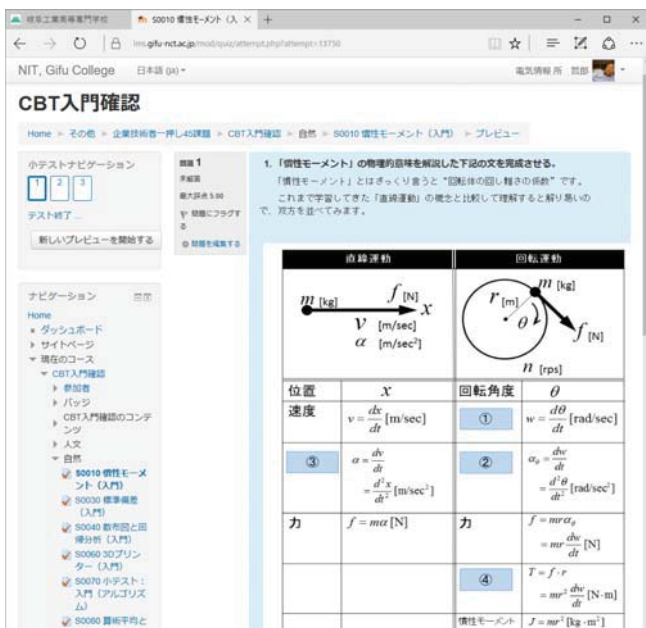 岐阜工業高等専門学校
S0010 慣性モーメント (入
lms.gifu-nct.ac.jp/mod/quiz/attempt.php?attempt=13750
NIT, Gifu College 日本語 (ja)
電気情報 所 哲郎
CBT入門確認
Home ► その他 ► 企業技術者一押し45課題 ► CBT入門確認 ► 自然 ► S0010 慣性モーメント（入門） ► プレビュー
小テストナビゲーション
1 2 3
テスト終了 ...
新しいプレビューを開始する
問題 1
未解答
最大評点 5.00
問題にフラグする
問題を編集する
1. 「慣性モーメント」の物理的意味を解説した下記の文を完成させる。
「慣性モーメント」とはざっくり言うと "回転体の回し難さの係数" です。
これまで学習してきた「直線運動」の概念と比較して理解すると解り易いの
で、双方を並べてみます。
直線運動 回転運動
m [kg] f [N] x
v [m/sec]
α [m/sec²]
r [m] m [kg]
θ f [N]
n [rps]
位置 x 回転角度 θ
速度 v = dx/dt [m/sec] ① w = dθ/dt [rad/sec]
③ α = dv/dt ② α_θ = dw/dt
= d²x/dt² [m/sec²] = d²θ/dt² [rad/sec²]
力 f = mα [N] 力 f = mrα_θ
= mr dw/dt [N]
④ T = f · r
= mr² dw/dt [N·m]
慣性モーメント J = mr² [kg·m²]
ナビゲーション
Home
ダッシュボード
サイトページ
現在のコース
CBT入門確認
参加者
バッジ
CBT入門確認のコンテ
ンツ
人文
自然
S0010 慣性モーメ
ント（入門）
S0030 標準偏差
（入門）
S0040 散布図と回
帰分析（入門）
S0060 3Dプリン
ター（入門）
S0070 小テスト：
入門（アルゴリズ
ム）
S0080 算術平均と